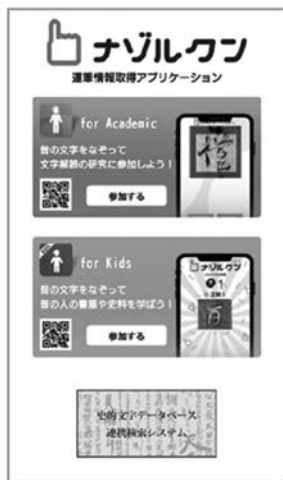 ナゾルクン
運筆情報取得アプリケーション
for Academic
昔の文字をなぞって
文字解読の研究に参加しよう！
参加する
for Kids
昔の文字をなぞって
昔の人の書風や史料を学ぼう！
参加する
ナゾルクン
史的文字データベース
連携検索システム